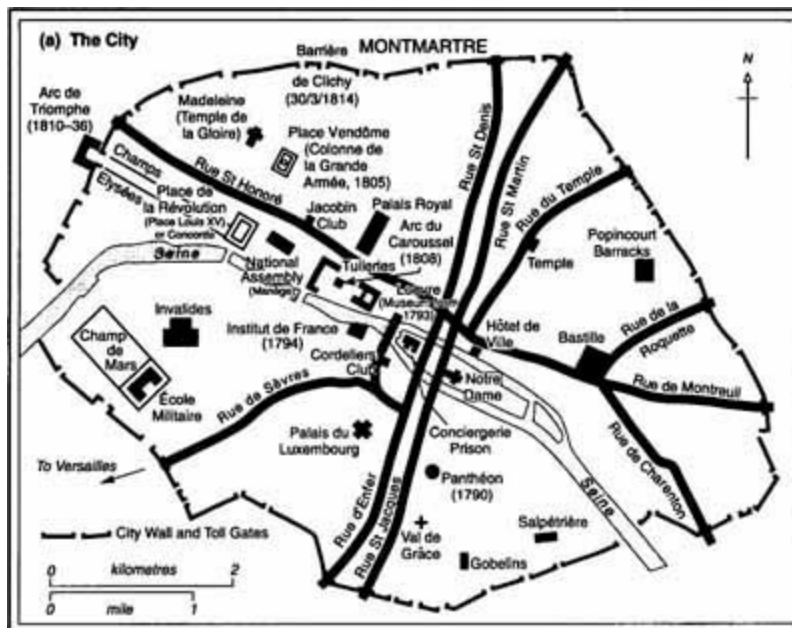 (a) The City
Barrière
MONTMARTRE
de Clichy
(30/3/1814)
N
Arc de
Triomphe
(1810–36)
Madeleine
(Temple de
la Gloire)
Place Vendôme
(Colonne de
la Grande
Armée, 1805)
Rue St Denis
Rue St Martin
Champs
Elysées
Rue St Honoré
Place de
la Révolution
(Place Louis XV)
or Concorde
Jacobin
Club
Palais Royal
Arc du
Caroussel
(1808)
Rue du Temple
Temple
Popincourt
Barracks
Seine
National
Assembly
(Manège)
Tuileries
Louvre
(Museum from
1793)
Invalides
Institut de France
(1794)
Hôtel de
Ville
Bastille
Rue de la
Roquette
Champ
de
Mars
Cordeliers
Club
Notre
Dame
Rue de Montreuil
École
Militaire
Rue de Sèvres
Palais du
Luxembourg
Conciergerie
Prison
Rue de Charenton
To Versailles
Panthéon
(1790)
Seine
Rue d'Enfer
Rue St Jacques
City Wall and Toll Gates
Val de
Grâce
Salpétrière
Gobelins
0 kilometres 2
0 mile 1